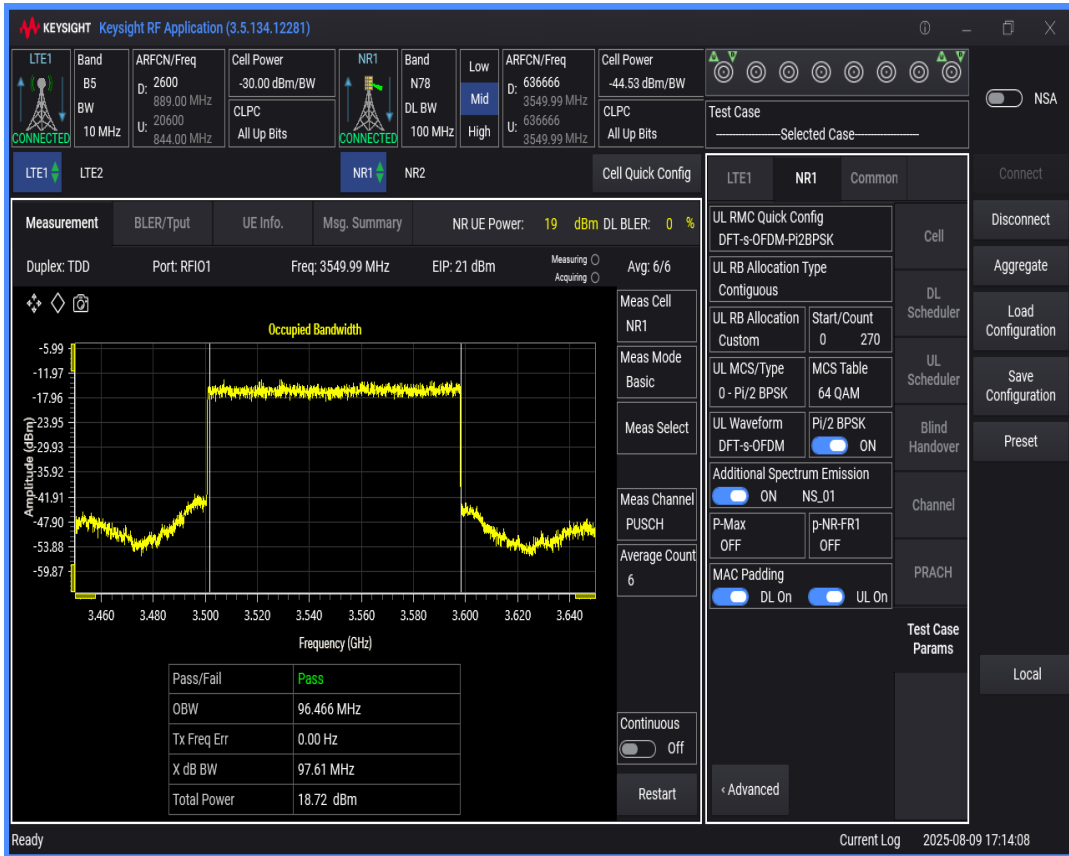 KEYSIGHT Keysight RF Application (3.5.134.12281)
LTE1
CONNECTED
Band
B5
BW
10 MHz
ARFCN/Freq
D: 2600
889.00 MHz
U: 20600
844.00 MHz
Cell Power
-30.00 dBm/BW
CLPC
All Up Bits
NR1
CONNECTED
Band
N78
DL BW
100 MHz
Low
Mid
High
ARFCN/Freq
D: 636666
3549.99 MHz
U: 636666
3549.99 MHz
Cell Power
-44.53 dBm/BW
CLPC
All Up Bits
Test Case
---------------------Selected Case---------------------
NSA
LTE1 LTE2 NR1 NR2 Cell Quick Config
Measurement BLER/Tput UE Info. Msg. Summary NR UE Power: 19 dBm DL BLER: 0 %
Duplex: TDD Port: RFIO1 Freq: 3549.99 MHz EIP: 21 dBm Measuring Acquiring Avg: 6/6
Occupied Bandwidth
Amplitude (dBm)
-5.99
-11.97
-17.96
-23.95
-29.93
-35.92
-41.91
-47.90
-53.88
-59.87
3.460 3.480 3.500 3.520 3.540 3.560 3.580 3.600 3.620 3.640
Frequency (GHz)
Pass/Fail Pass
OBW 96.466 MHz
Tx Freq Err 0.00 Hz
X dB BW 97.61 MHz
Total Power 18.72 dBm
Meas Cell
NR1
Meas Mode
Basic
Meas Select
Meas Channel
PUSCH
Average Count
6
Continuous
Off
Restart
LTE1 NR1 Common
UL RMC Quick Config
DFT-s-OFDM-Pi2BPSK
UL RB Allocation Type
Contiguous
UL RB Allocation
Custom
Start/Count
0 270
UL MCS/Type
0 - Pi/2 BPSK
MCS Table
64 QAM
UL Waveform
DFT-s-OFDM
Pi/2 BPSK
ON
Additional Spectrum Emission
ON NS_01
P-Max
OFF
p-NR-FR1
OFF
MAC Padding
DL On UL On
< Advanced
Cell
DL
Scheduler
UL
Scheduler
Blind
Handover
Channel
PRACH
Test Case
Params
Connect
Disconnect
Aggregate
Load
Configuration
Save
Configuration
Preset
Local
Ready Current Log 2025-08-09 17:14:08